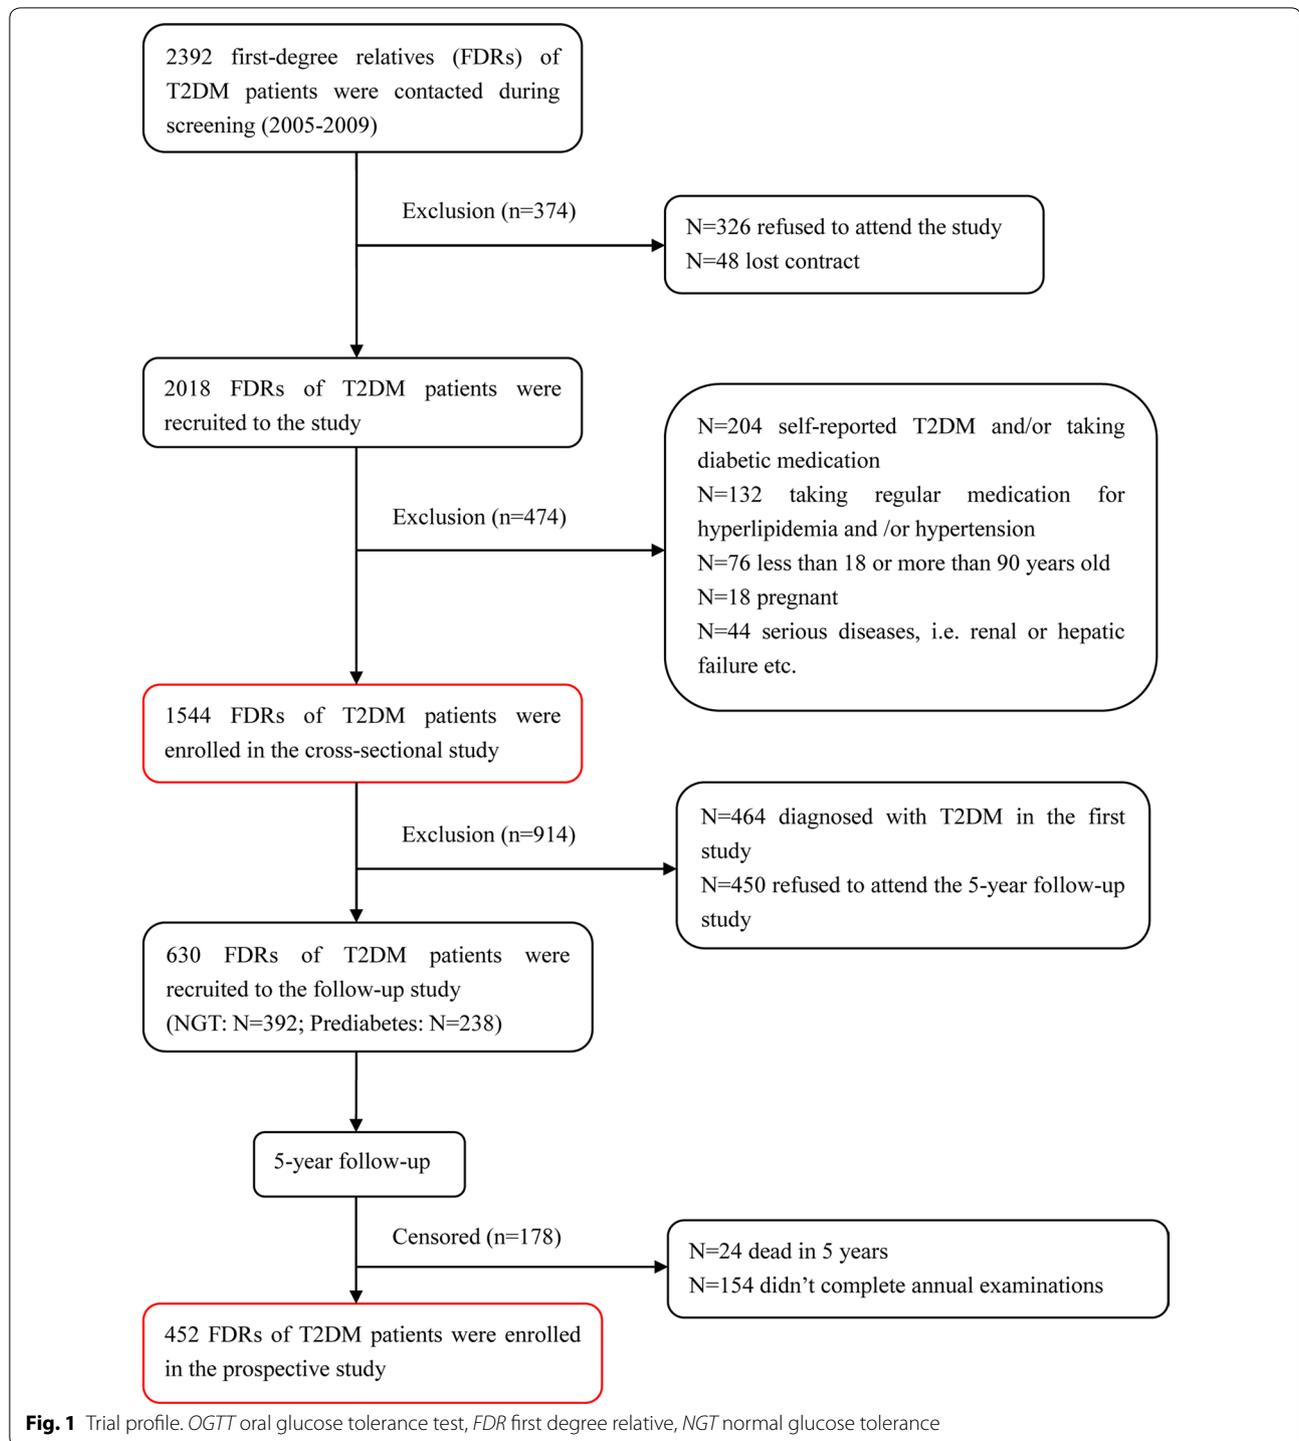 2392 first-degree relatives (FDRs) of
T2DM patients were contacted during
screening (2005-2009)
Exclusion (n=374)
N=326 refused to attend the study
N=48 lost contract
2018 FDRs of T2DM patients were
recruited to the study
Exclusion (n=474)
N=204 self-reported T2DM and/or taking
diabetic medication
N=132 taking regular medication for
hyperlipidemia and /or hypertension
N=76 less than 18 or more than 90 years old
N=18 pregnant
N=44 serious diseases, i.e. renal or hepatic
failure etc.
1544 FDRs of T2DM patients were
enrolled in the cross-sectional study
Exclusion (n=914)
N=464 diagnosed with T2DM in the first
study
N=450 refused to attend the 5-year follow-up
study
630 FDRs of T2DM patients were
recruited to the follow-up study
(NGT: N=392; Prediabetes: N=238)
5-year follow-up
Censored (n=178)
N=24 dead in 5 years
N=154 didn’t complete annual examinations
452 FDRs of T2DM patients were enrolled
in the prospective study
Fig. 1 Trial profile. OGTT oral glucose tolerance test, FDR first degree relative, NGT normal glucose tolerance